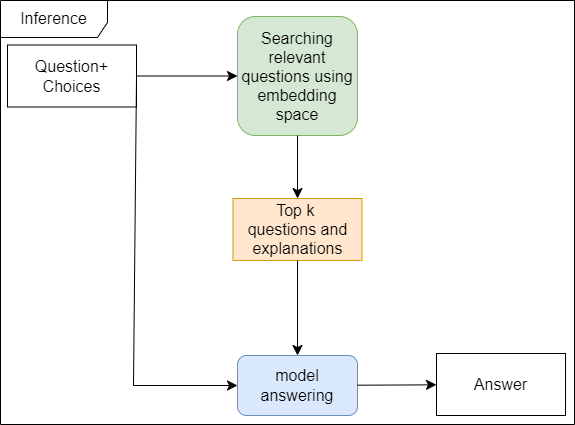 Inference
Question+
Choices
Searching
relevant
questions using
embedding
space
Top k
questions and
explanations
model
answering
Answer